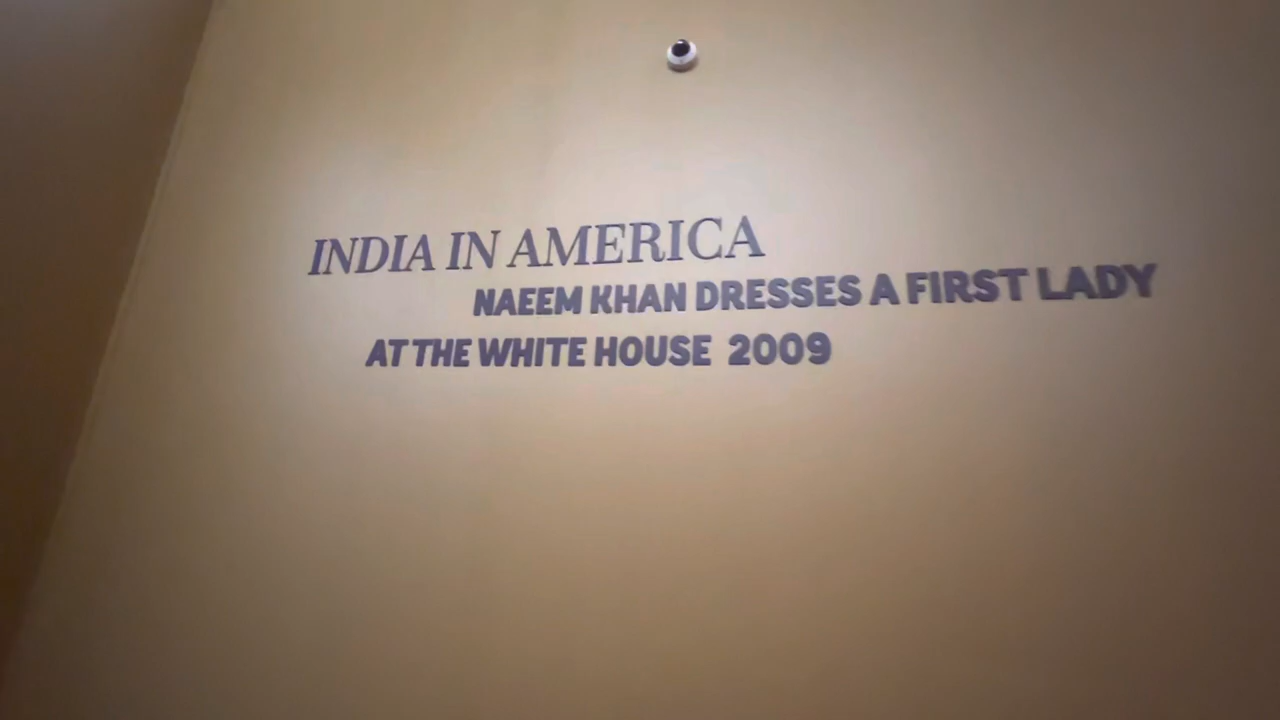 INDIA IN AMERICA
NAEEM KHAN DRESSES A FIRST LADY
AT THE WHITE HOUSE 2009